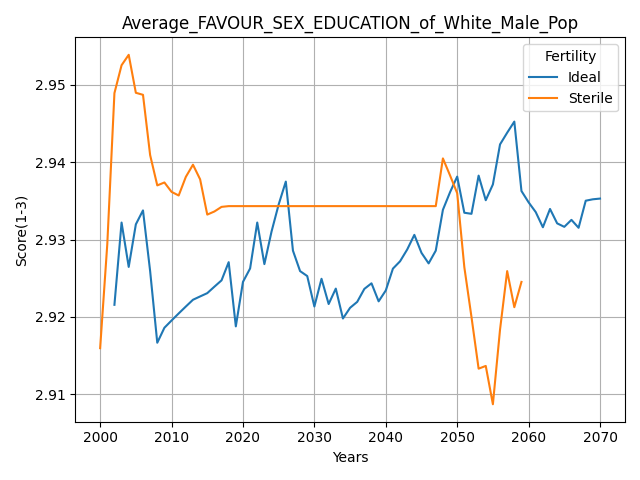 Average_FAVOUR_SEX_EDUCATION_of_White_Male_Pop
Fertility
Ideal
Sterile
Score(1-3)
2.95
2.94
2.93
2.92
2.91
2000 2010 2020 2030 2040 2050 2060 2070
Years